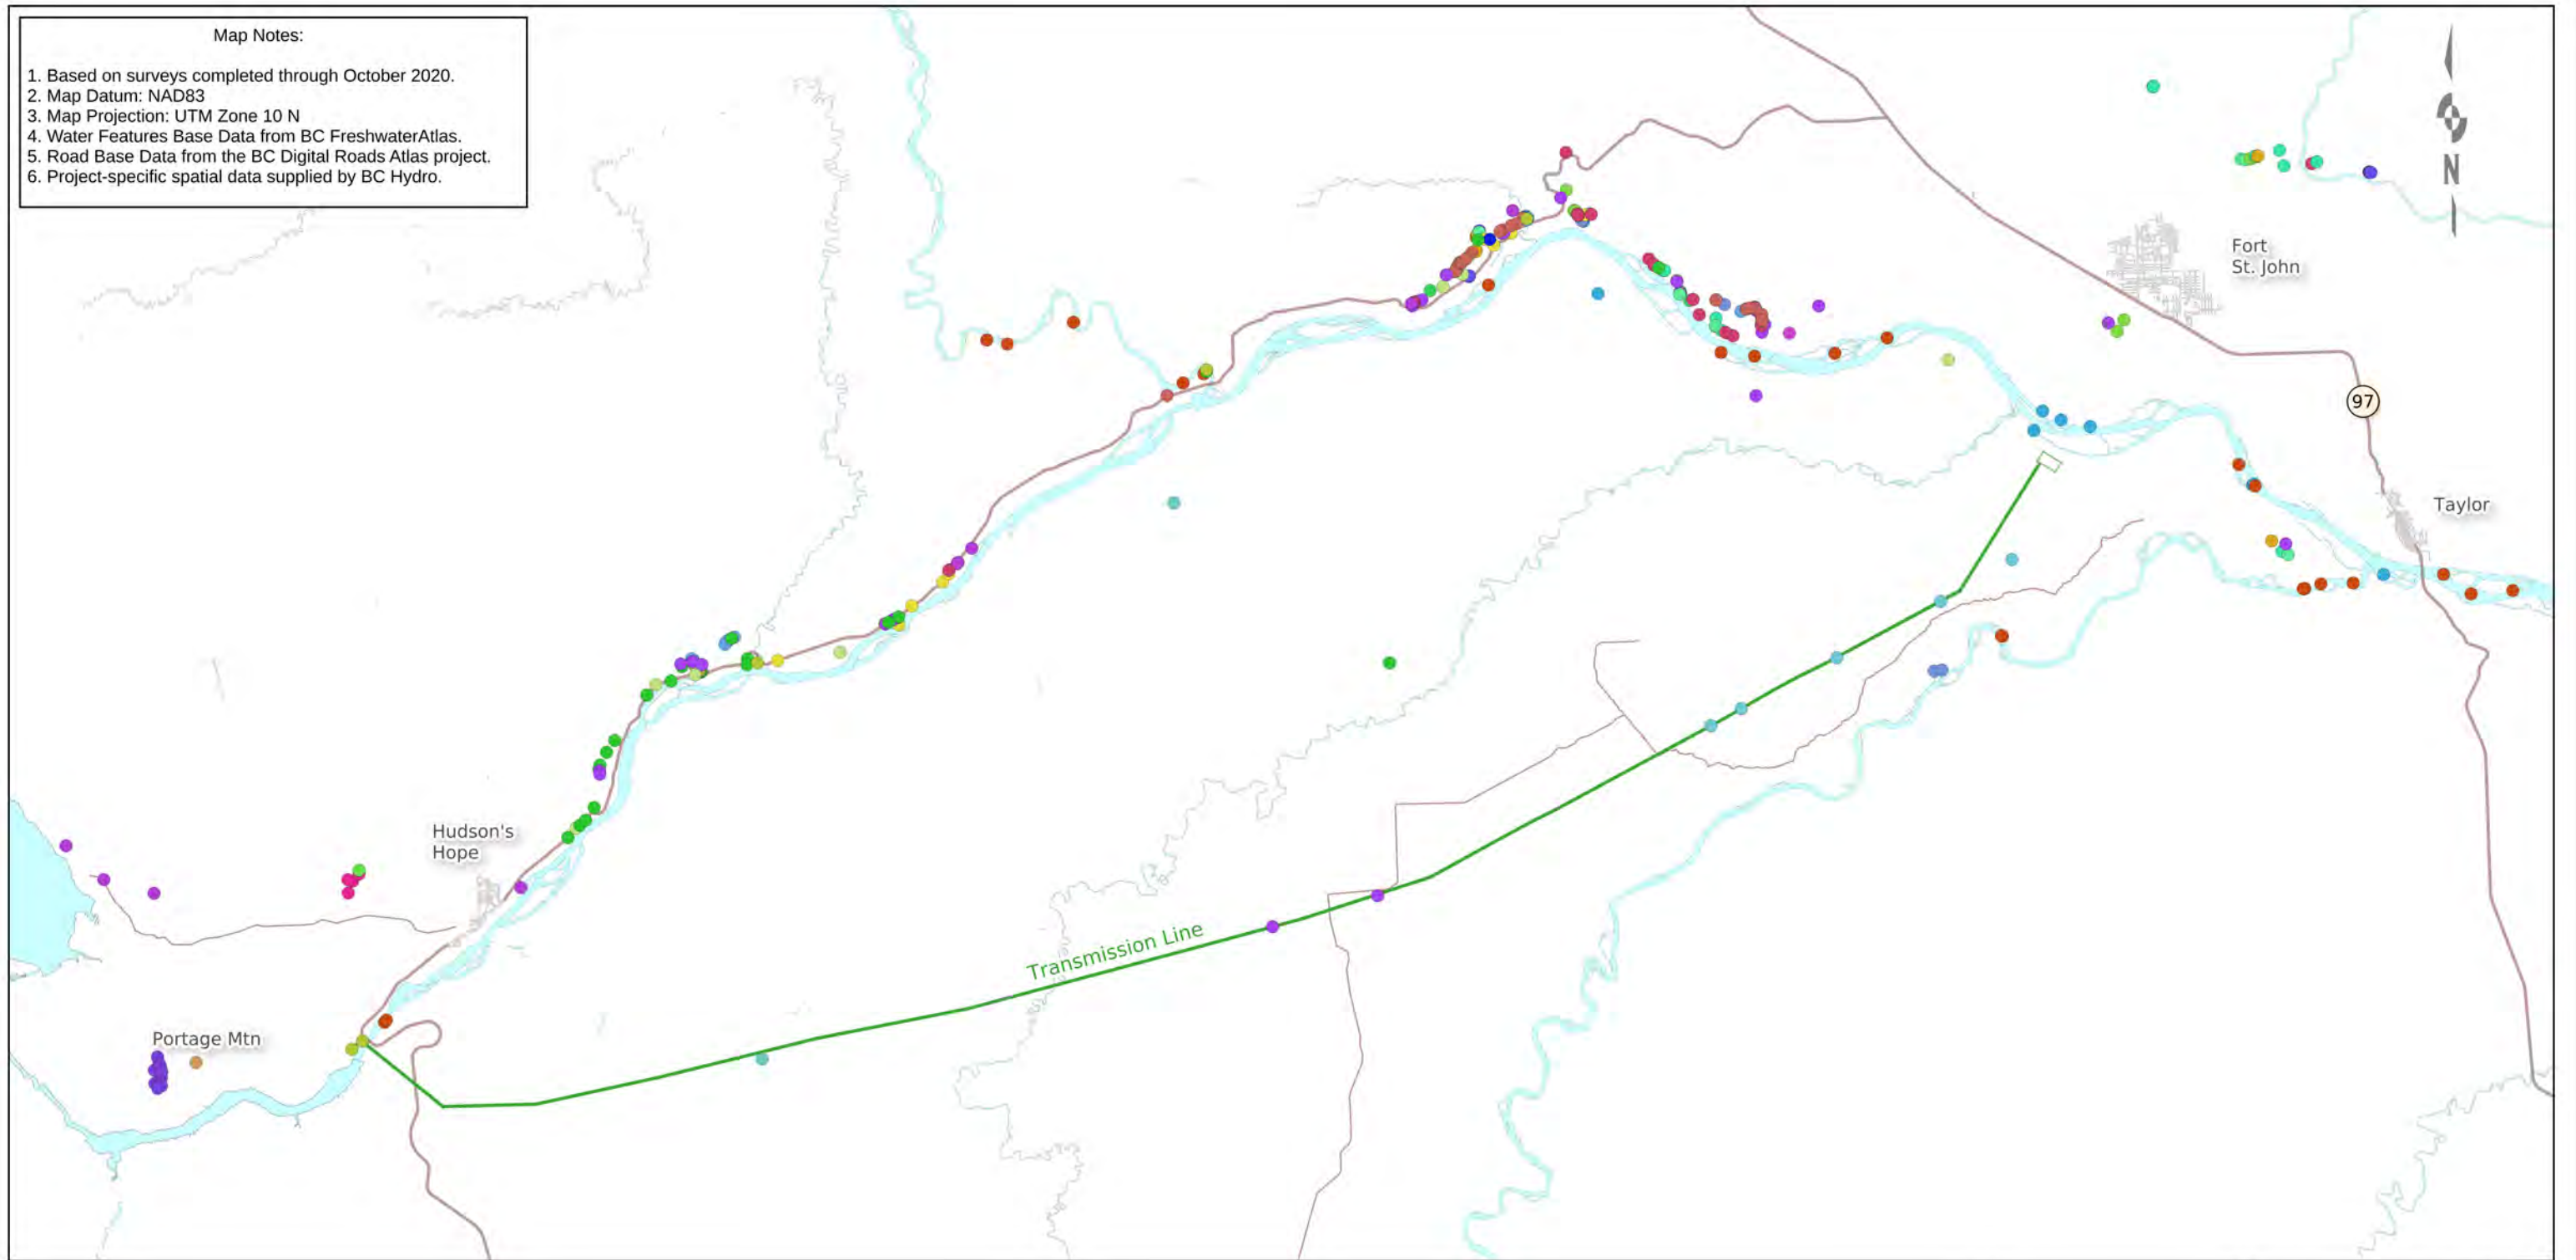 Map Notes:
1. Based on surveys completed through October 2020.
2. Map Datum: NAD83
3. Map Projection: UTM Zone 10 N
4. Water Features Base Data from BC FreshwaterAtlas.
5. Road Base Data from the BC Digital Roads Atlas project.
6. Project-specific spatial data supplied by BC Hydro.
N
Fort
St. John
97
Taylor
Hudson's
Hope
Transmission Line
Portage Mtn